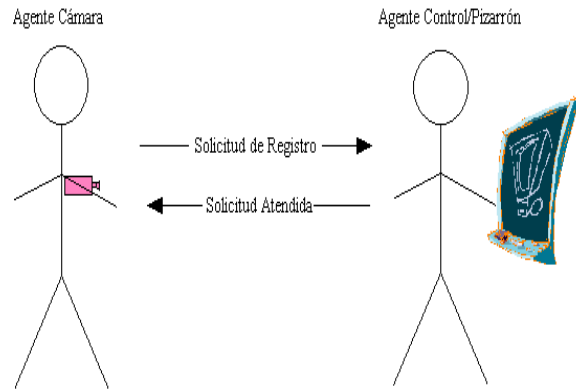 Agente Cámara
Agente Control/Pizarrón
Solicitud de Registro
Solicitud Atendida